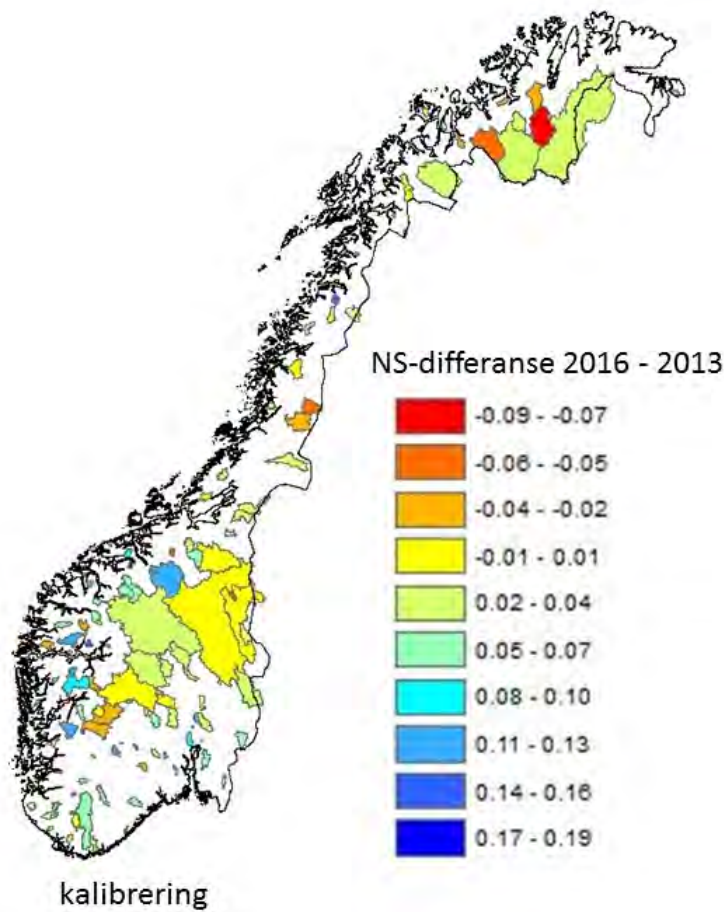 NS-differanse 2016 - 2013
-0.09 - -0.07
-0.06 - -0.05
-0.04 - -0.02
-0.01 - 0.01
0.02 - 0.04
0.05 - 0.07
0.08 - 0.10
0.11 - 0.13
0.14 - 0.16
0.17 - 0.19
kalibrering